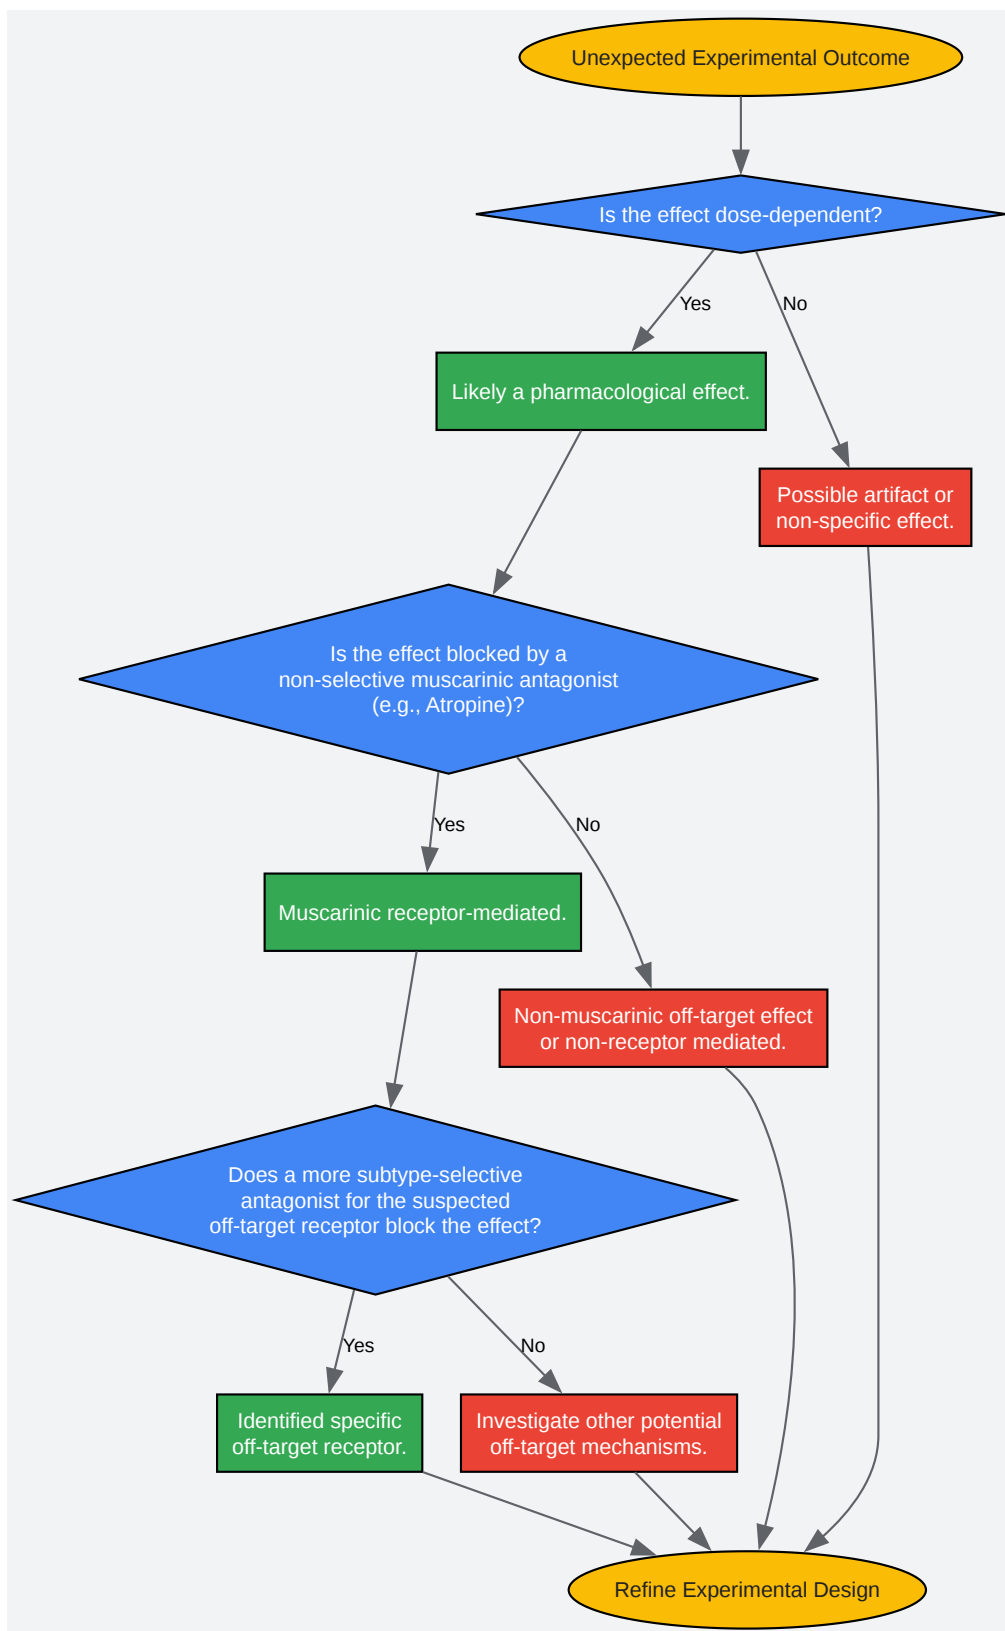 Unexpected Experimental Outcome
Is the effect dose-dependent?
Yes
No
Likely a pharmacological effect.
Possible artifact or
non-specific effect.
Is the effect blocked by a
non-selective muscarinic antagonist
(e.g., Atropine)?
Yes
No
Muscarinic receptor-mediated.
Non-muscarinic off-target effect
or non-receptor mediated.
Does a more subtype-selective
antagonist for the suspected
off-target receptor block the effect?
Yes
No
Identified specific
off-target receptor.
Investigate other potential
off-target mechanisms.
Refine Experimental Design